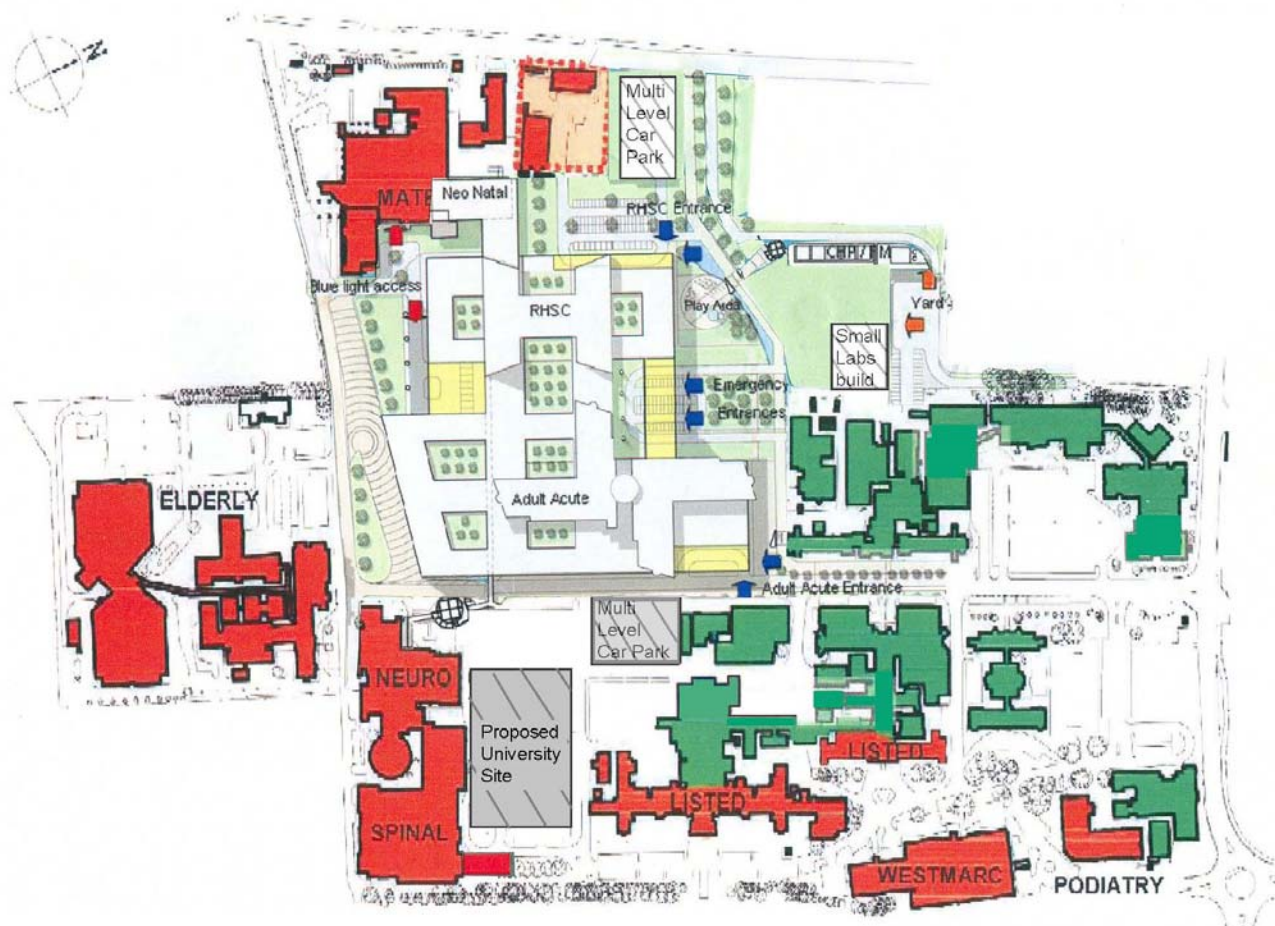 Multi
Level
Car
Park
MATE
Neo Natal
RHSC Entrance
CHP / FM
Blue light access
RHSC
Play Area
Yard
Small
Labs
build
Emergency
Entrances
ELDERLY
Adult Acute
Adult Acute Entrance
Multi
Level
Car Park
NEURO
Proposed
University
Site
LISTED
LISTED
SPINAL
WESTMARC
PODIATRY